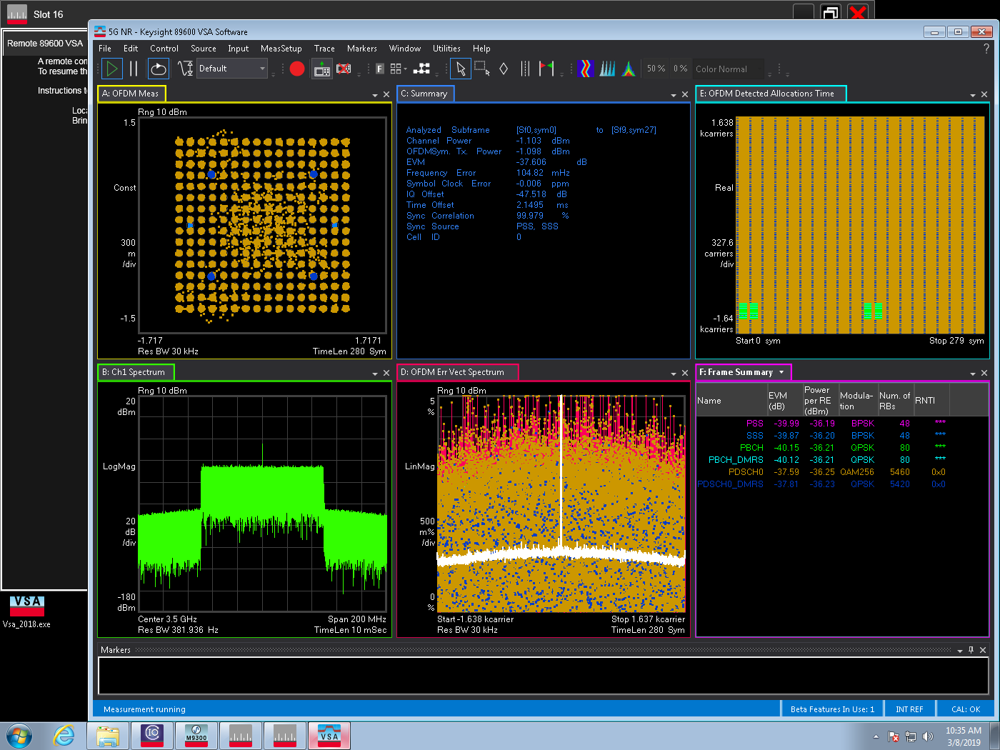 Slot 16
5G NR - Keysight 89600 VSA Software
Remote 89600 VSA
A remote con
To resume th
Instructions to
Loca
Brin
File Edit Control Source Input MeasSetup Trace Markers Window Utilities Help
?
Default
F
50 % 0 % Color Normal
A: OFDM Meas
Rng 10 dBm
1.5
Const
300
m
/div
-1.5
-1.717 1.7171
Res BW 30 kHz TimeLen 280 Sym
C: Summary
Analyzed Subframe [Sf0,sym0] to [Sf9,sym27]
Channel Power -1.103 dBm
OFDMSym. Tx. Power -1.098 dBm
EVM -37.606 dB
Frequency Error 104.82 mHz
Symbol Clock Error -0.006 ppm
IQ Offset -47.518 dB
Time Offset 2.1495 ms
Sync Correlation 99.979 %
Sync Source PSS, SSS
Cell ID 0
E: OFDM Detected Allocations Time
1.638
kcarriers
Real
327.6
carriers
/div
-1.64
kcarriers
Start 0 sym Stop 279 sym
B: Ch1 Spectrum
Rng 10 dBm
20
dBm
LogMag
20
dB
/div
-180
dBm
Center 3.5 GHz Span 200 MHz
Res BW 381.936 Hz TimeLen 10 mSec
D: OFDM Err Vect Spectrum
Rng 10 dBm
5
%
LinMag
500
m%
/div
0
%
Start -1.638 kcarrier Stop 1.637 kcarrier
Res BW 30 kHz TimeLen 280 Sym
F: Frame Summary
Name EVM (dB) Power per RE (dBm) Modula-tion Num. of RBs RNTI
PSS -39.99 -36.19 BPSK 48 ***
SSS -39.87 -36.20 BPSK 48 ***
PBCH -40.15 -36.21 QPSK 80 ***
PBCH_DMRS -40.12 -36.21 QPSK 80 ***
PDSCH0 -37.59 -36.25 QAM256 5460 0x0
PDSCH0_DMRS -37.81 -36.23 QPSK 5420 0x0
VSA
Vsa_2018.exe
Markers
Measurement running
Beta Features In Use: 1 INT REF CAL: OK
IO
M9300
VSA
10:35 AM
3/8/2019